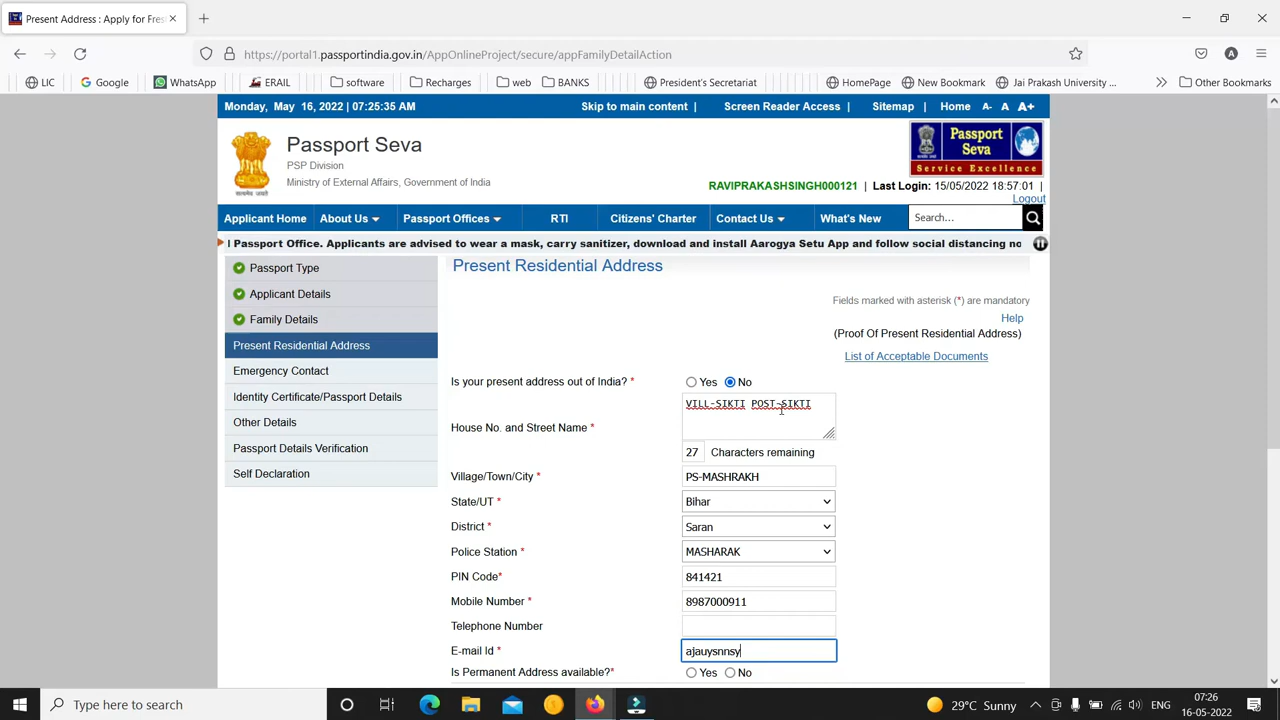 Present Address : Apply for Fres
https://portal1.passportindia.gov.in/AppOnlineProject/secure/appFamilyDetailAction
A
LIC
Google
WhatsApp
ERAIL
software
Recharges
web
BANKS
President's Secretariat
HomePage
New Bookmark
Jai Prakash University ...
Other Bookmarks
Monday, May 16, 2022 | 07:25:35 AM
Skip to main content |
Screen Reader Access |
Sitemap |
Home
A-
A
A+
Passport Seva
PSP Division
Ministry of External Affairs, Government of India
Passport
Seva
Service Excellence
RAVIPRAKASHSINGH000121 | Last Login: 15/05/2022 18:57:01 |
Logout
Applicant Home
About Us
Passport Offices
RTI
Citizens' Charter
Contact Us
What's New
Search...
l Passport Office. Applicants are advised to wear a mask, carry sanitizer, download and install Aarogya Setu App and follow social distancing no
Passport Type
Applicant Details
Family Details
Present Residential Address
Emergency Contact
Identity Certificate/Passport Details
Other Details
Passport Details Verification
Self Declaration
Present Residential Address
Fields marked with asterisk (*) are mandatory
Help
(Proof Of Present Residential Address)
List of Acceptable Documents
Is your present address out of India? *
Yes
No
House No. and Street Name *
VILL-SIKTI POST-SIKTI
27 Characters remaining
Village/Town/City *
PS-MASHRAKH
State/UT *
Bihar
District *
Saran
Police Station *
MASHARAK
PIN Code*
841421
Mobile Number *
8987000911
Telephone Number
E-mail Id *
ajauysnnsy
Is Permanent Address available?*
Yes
No
Type here to search
29°C Sunny
ENG
07:26
16-05-2022